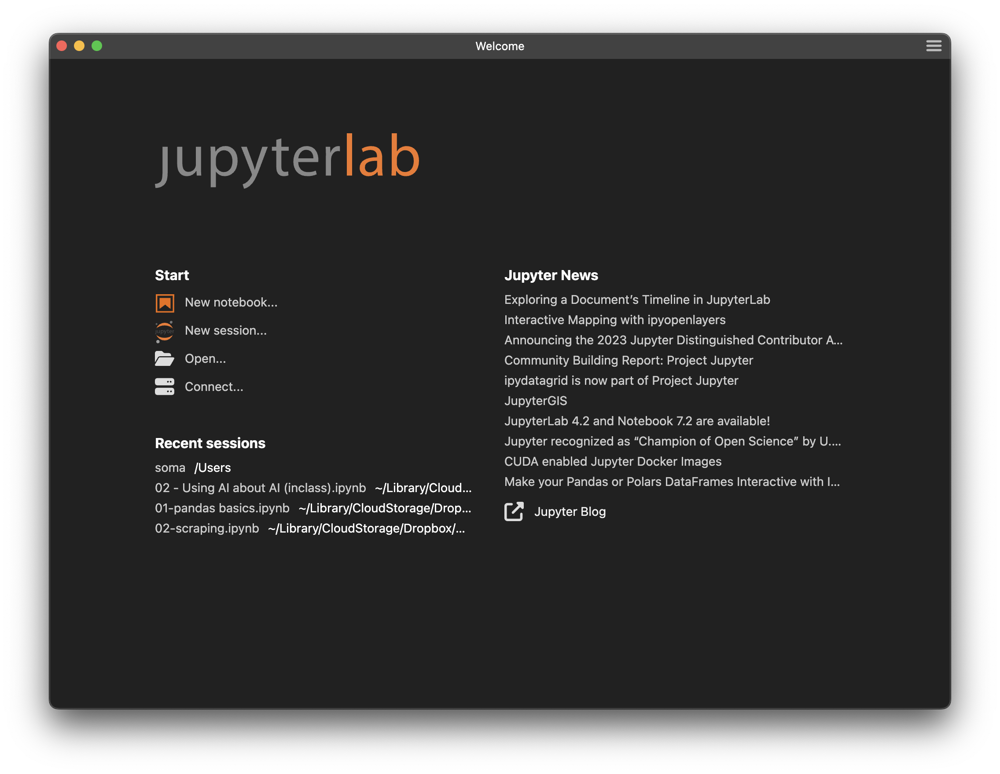 Welcome
jupyterlab
Start
New notebook...
jupyter
New session...
Open...
Connect...
Recent sessions
soma /Users
02 - Using AI about AI (inclass).ipynb ~/Library/Cloud...
01-pandas basics.ipynb ~/Library/CloudStorage/Drop...
02-scraping.ipynb ~/Library/CloudStorage/Dropbox/...
Jupyter News
Exploring a Document’s Timeline in JupyterLab
Interactive Mapping with ipyopenlayers
Announcing the 2023 Jupyter Distinguished Contributor A...
Community Building Report: Project Jupyter
ipydatagrid is now part of Project Jupyter
JupyterGIS
JupyterLab 4.2 and Notebook 7.2 are available!
Jupyter recognized as “Champion of Open Science” by U....
CUDA enabled Jupyter Docker Images
Make your Pandas or Polars DataFrames Interactive with I...
Jupyter Blog